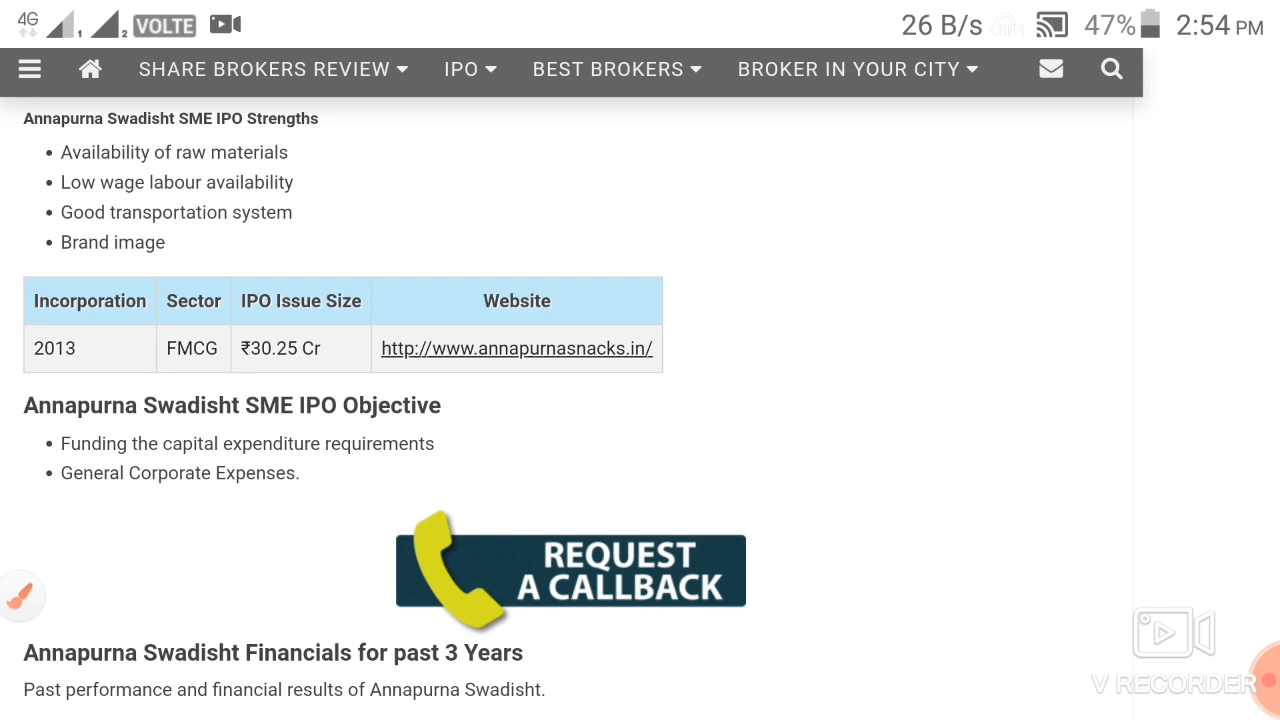 4G 1 2 VOLTE 26 B/s 47% 2:54 PM
SHARE BROKERS REVIEW IPO BEST BROKERS BROKER IN YOUR CITY
Annapurna Swadisht SME IPO Strengths
• Availability of raw materials
• Low wage labour availability
• Good transportation system
• Brand image
Incorporation Sector IPO Issue Size Website
2013 FMCG ₹30.25 Cr http://www.annapurnasnacks.in/
Annapurna Swadisht SME IPO Objective
• Funding the capital expenditure requirements
• General Corporate Expenses.
REQUEST
A CALLBACK
Annapurna Swadisht Financials for past 3 Years
Past performance and financial results of Annapurna Swadisht.
V RECORDER